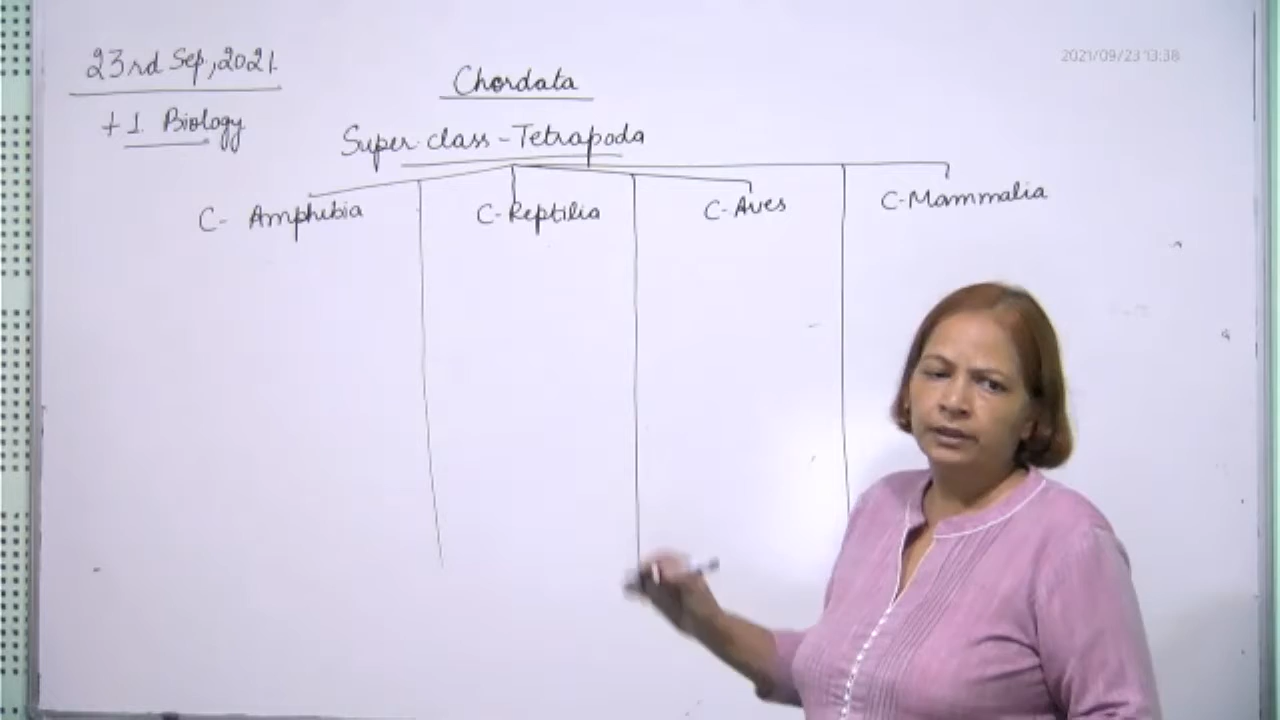 23rd Sep, 2021.
2021/09/23 13:38
Chordata
+1 Biology
Super class - Tetrapoda
C- Amphibia C-Reptilia C-Aves C-Mammalia